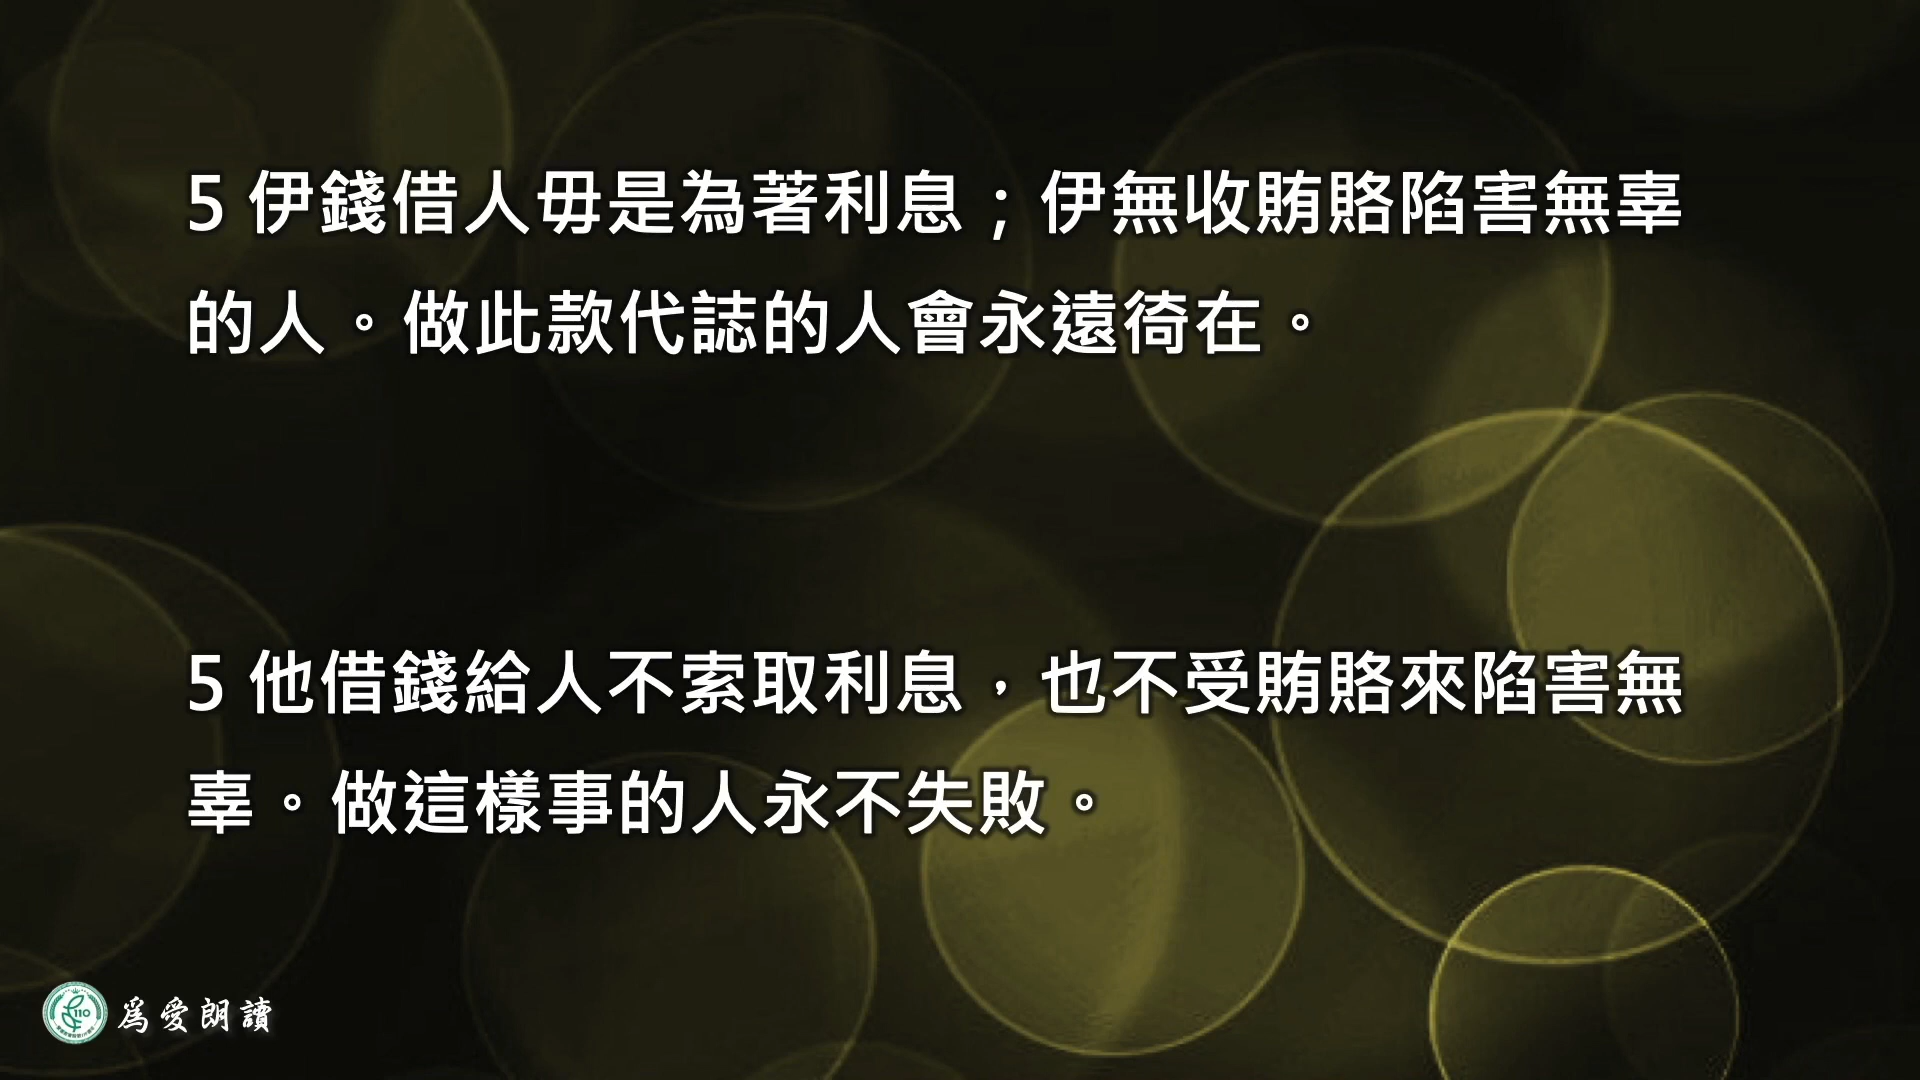 5 伊錢借人毋是為著利息；伊無收賄賂陷害無辜
的人。做此款代誌的人會永遠徛在。
5 他借錢給人不索取利息，也不受賄賂來陷害無
辜。做這樣事的人永不失敗。
110
為愛朗讀